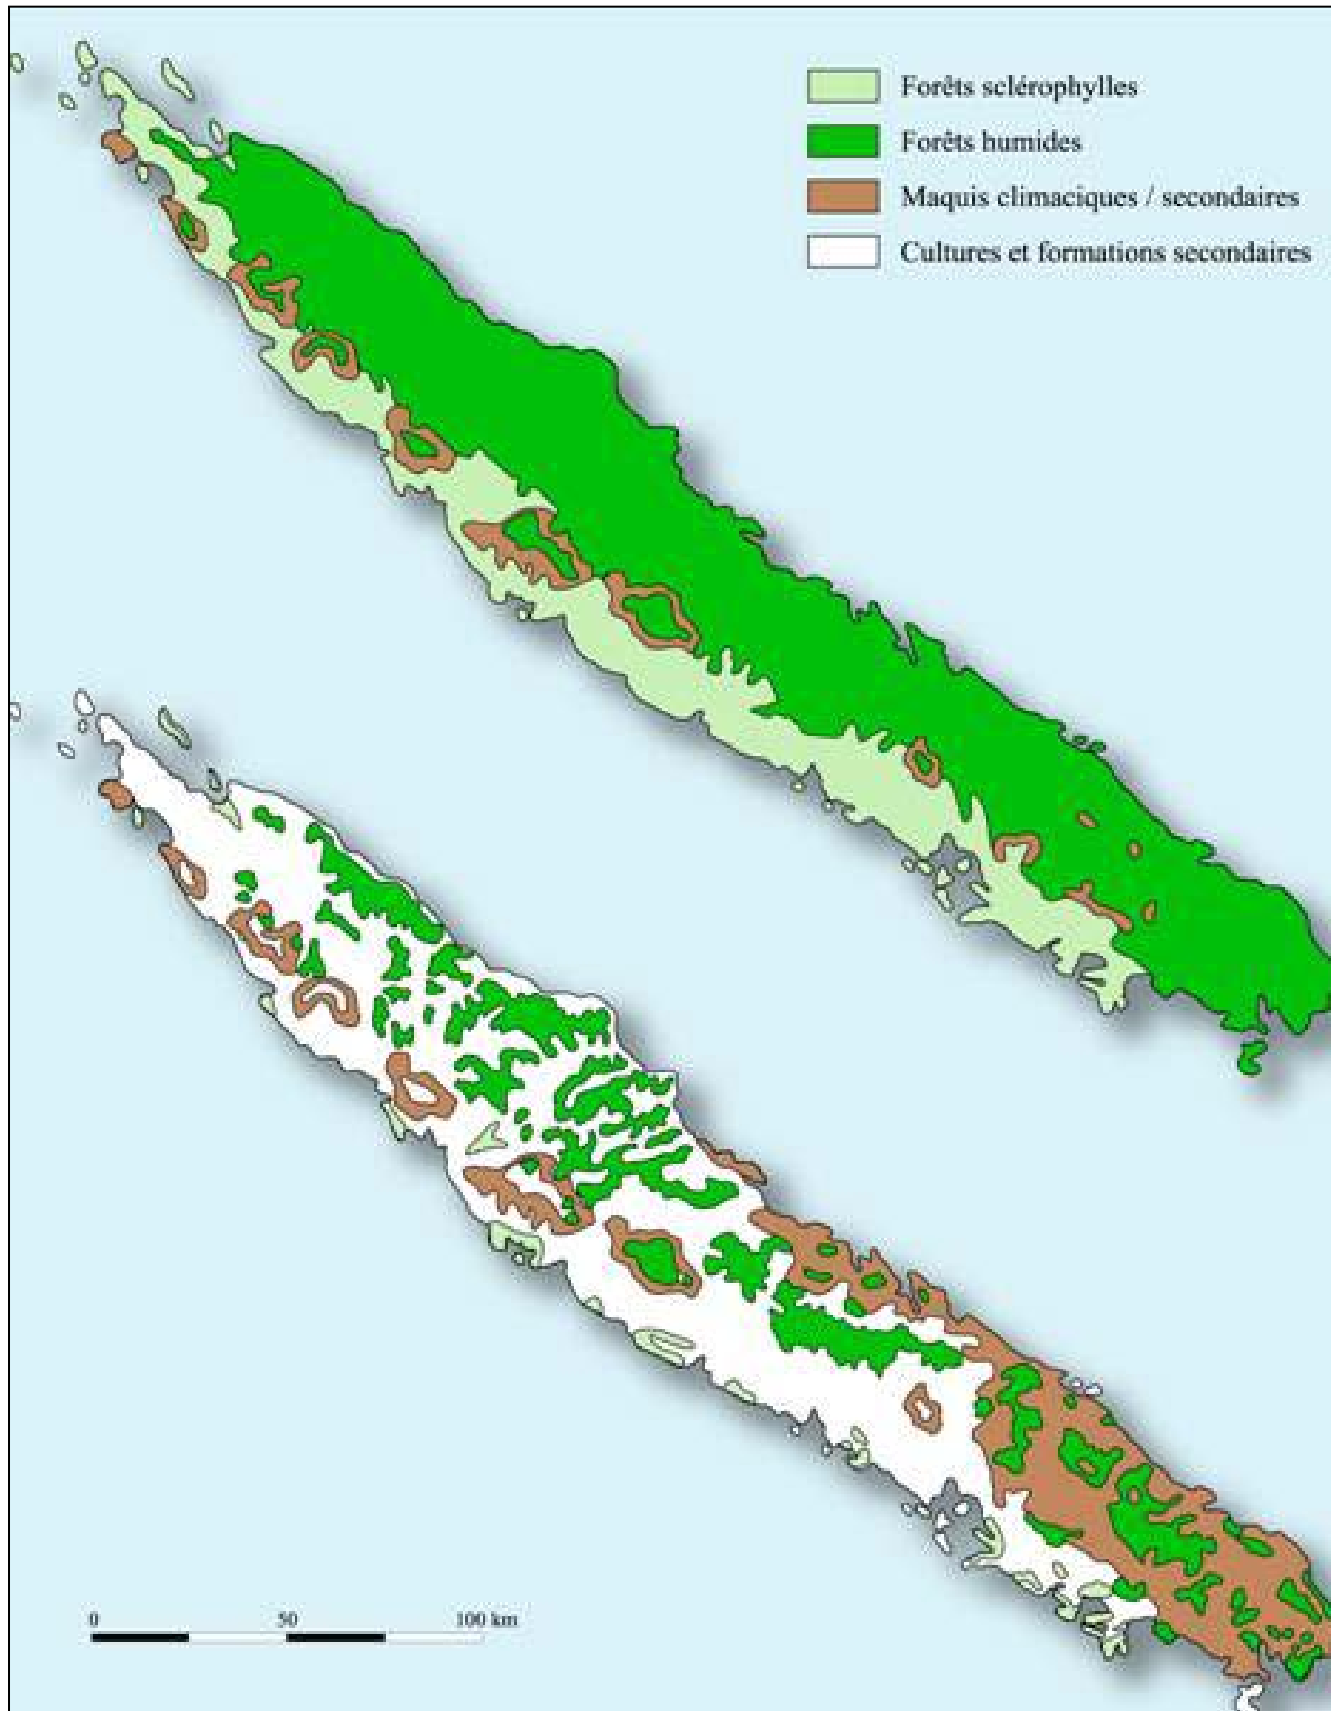 Forêts sclérophylles
Forêts humides
Maquis climaciques / secondaires
Cultures et formations secondaires
0 50 100 km